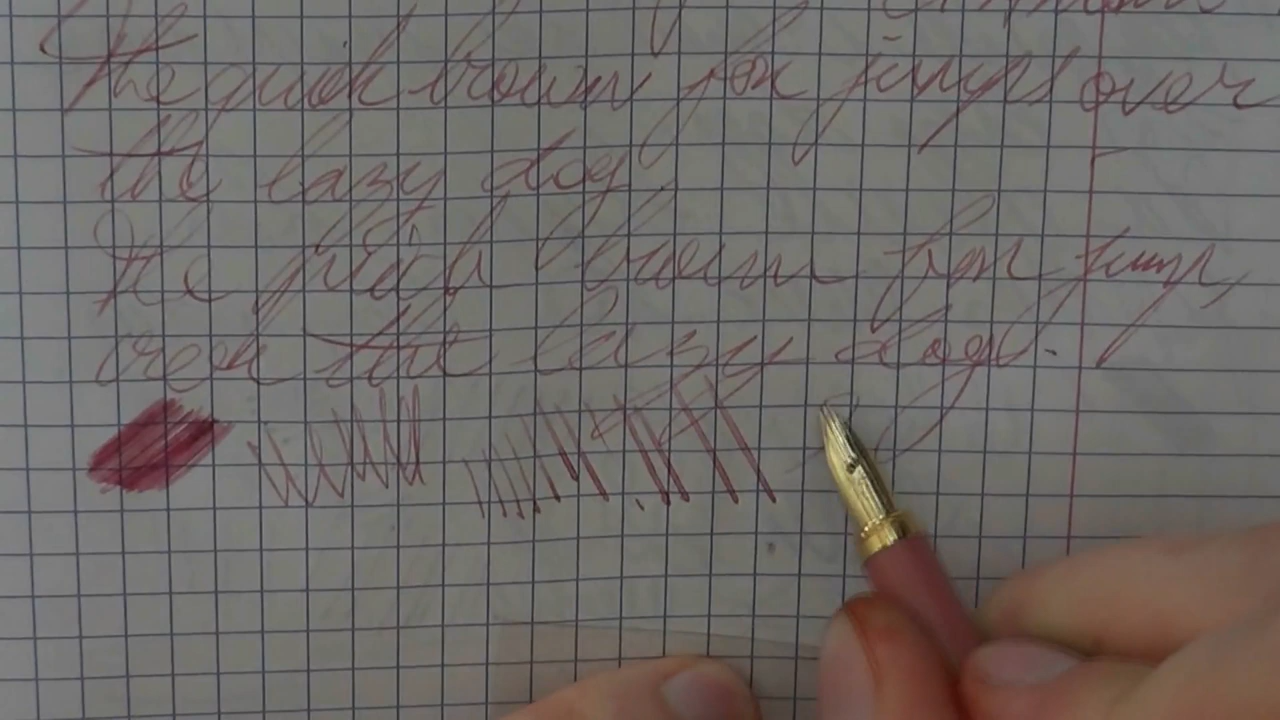 The quick brown fox jumps over
the lazy dog.
The quick brown fox jumps
over the lazy dog.